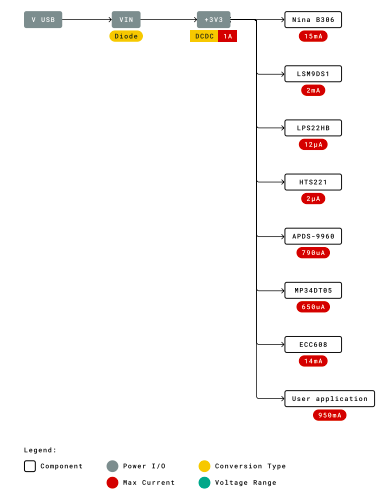 V USB
VIN
+3V3
Nina B306
Diode
DCDC 1A
15mA
LSM9DS1
2mA
LPS22HB
12µA
HTS221
2µA
APDS-9960
790uA
MP34DT05
650uA
ECC608
14mA
User application
950mA
Legend:
Component
Power I/O
Conversion Type
Max Current
Voltage Range